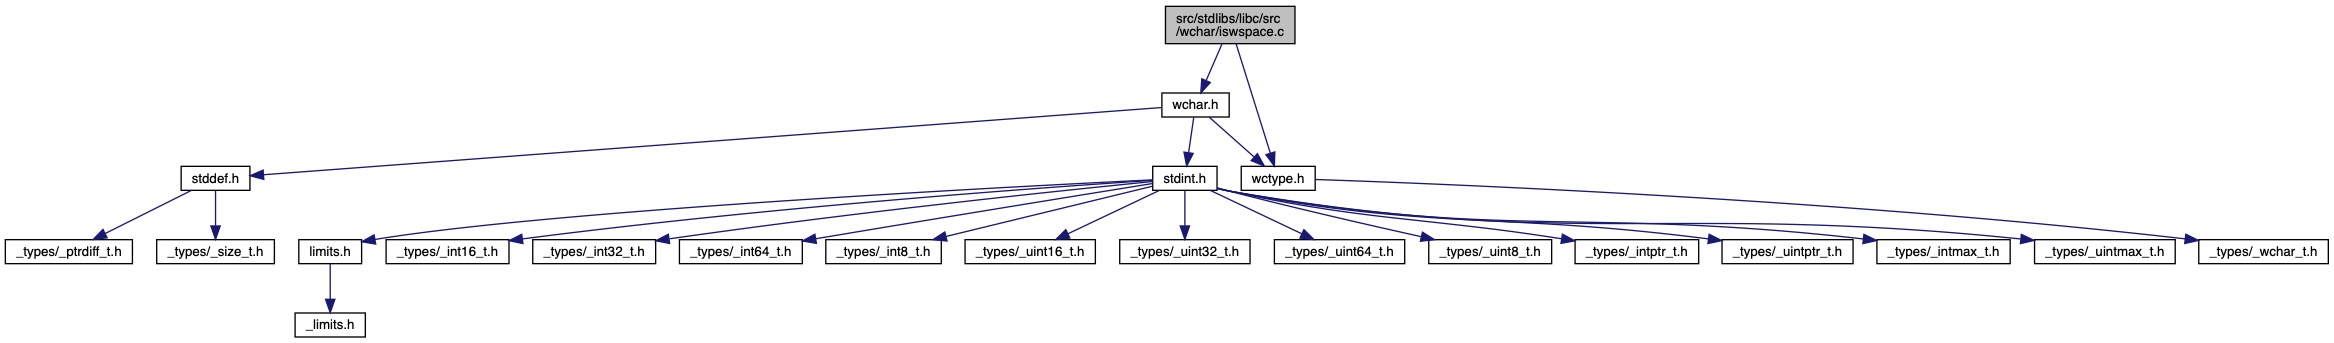 src/stdlibs/libc/src
/wchar/iswspace.c
wchar.h
stddef.h
stdint.h
wctype.h
_types/_ptrdiff_t.h
_types/_size_t.h
limits.h
_types/_int16_t.h
_types/_int32_t.h
_types/_int64_t.h
_types/_int8_t.h
_types/_uint16_t.h
_types/_uint32_t.h
_types/_uint64_t.h
_types/_uint8_t.h
_types/_intptr_t.h
_types/_uintptr_t.h
_types/_intmax_t.h
_types/_uintmax_t.h
_types/_wchar_t.h
_limits.h